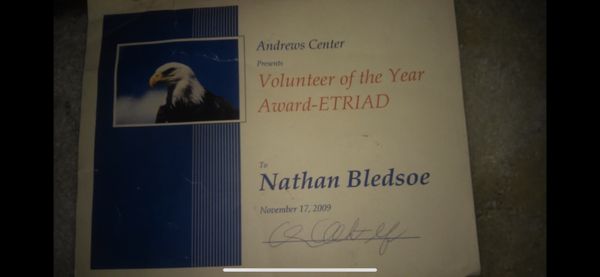 Andrews Center
Presents
Volunteer of the Year
Award-ETRIAD
To
Nathan Bledsoe
November 17, 2009